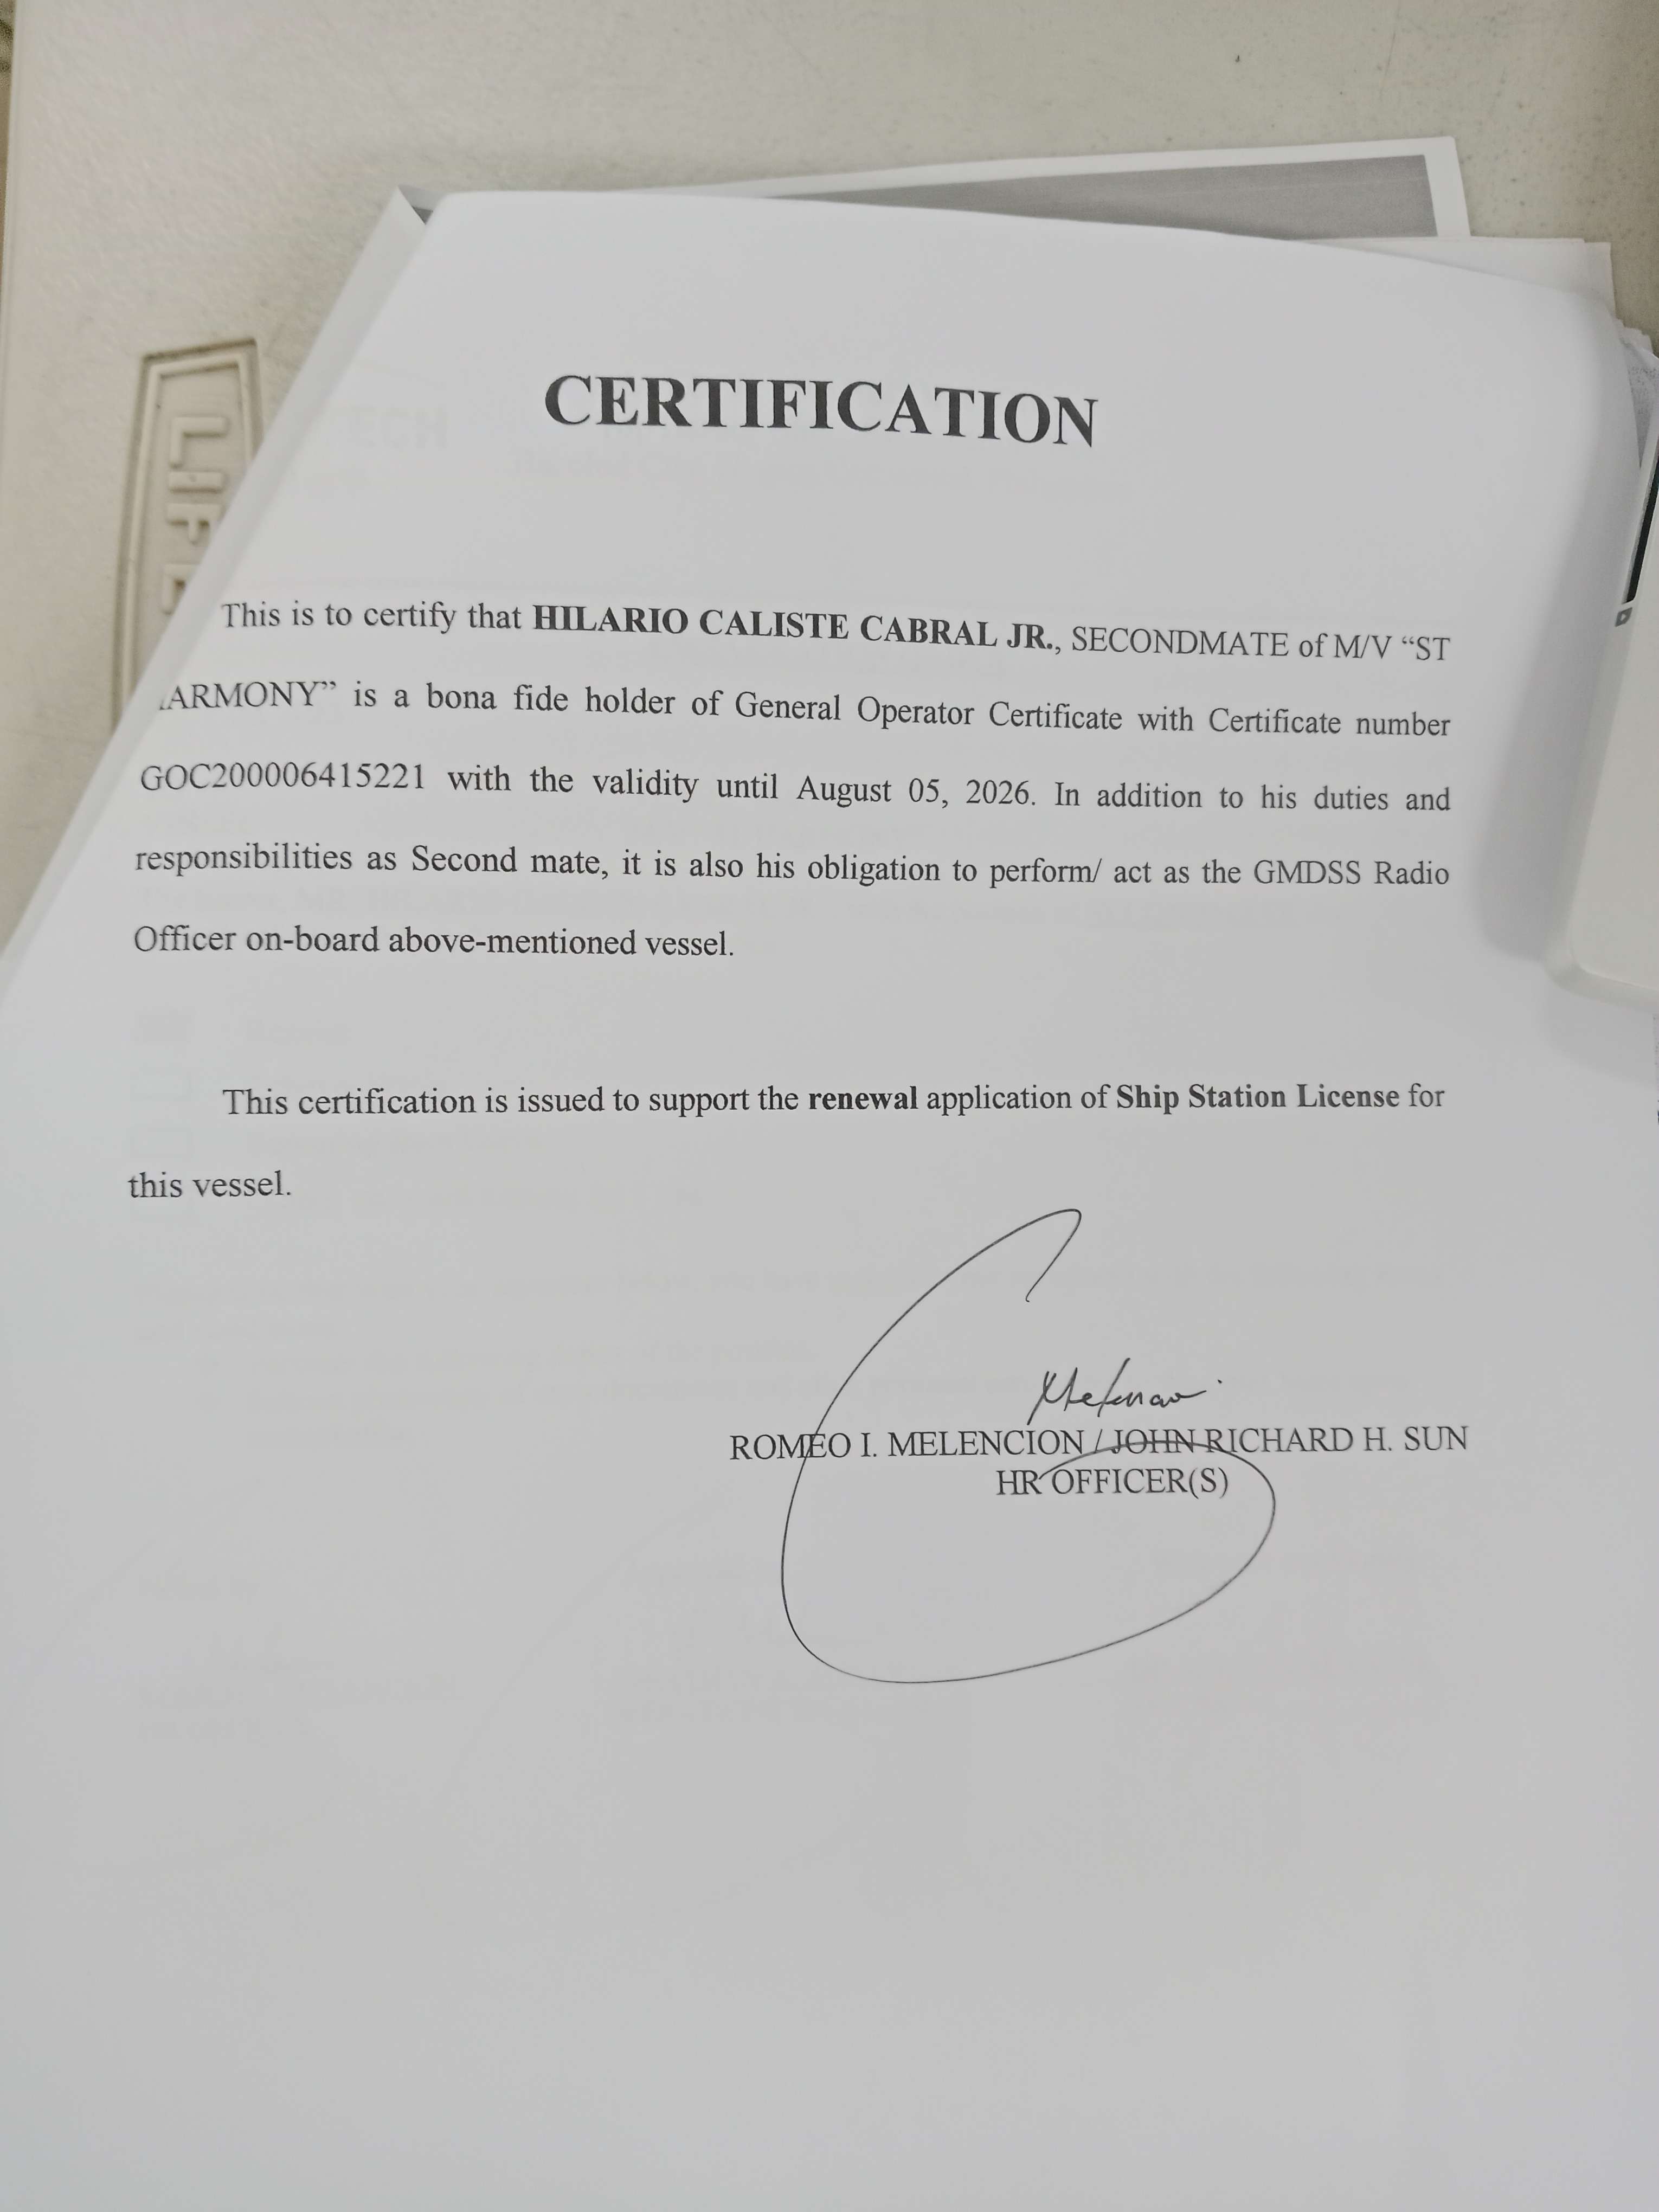 CERTIFICATION
This is to certify that HILARIO CALISTE CABRAL JR., SECONDMATE of M/V “ST
ARMONY” is a bona fide holder of General Operator Certificate with Certificate number
GOC200006415221 with the validity until August 05, 2026. In addition to his duties and
responsibilities as Second mate, it is also his obligation to perform/ act as the GMDSS Radio
Officer on-board above-mentioned vessel.
This certification is issued to support the renewal application of Ship Station License for
this vessel.
ROMEO I. MELENCION / JOHN RICHARD H. SUN
HR OFFICER(S)